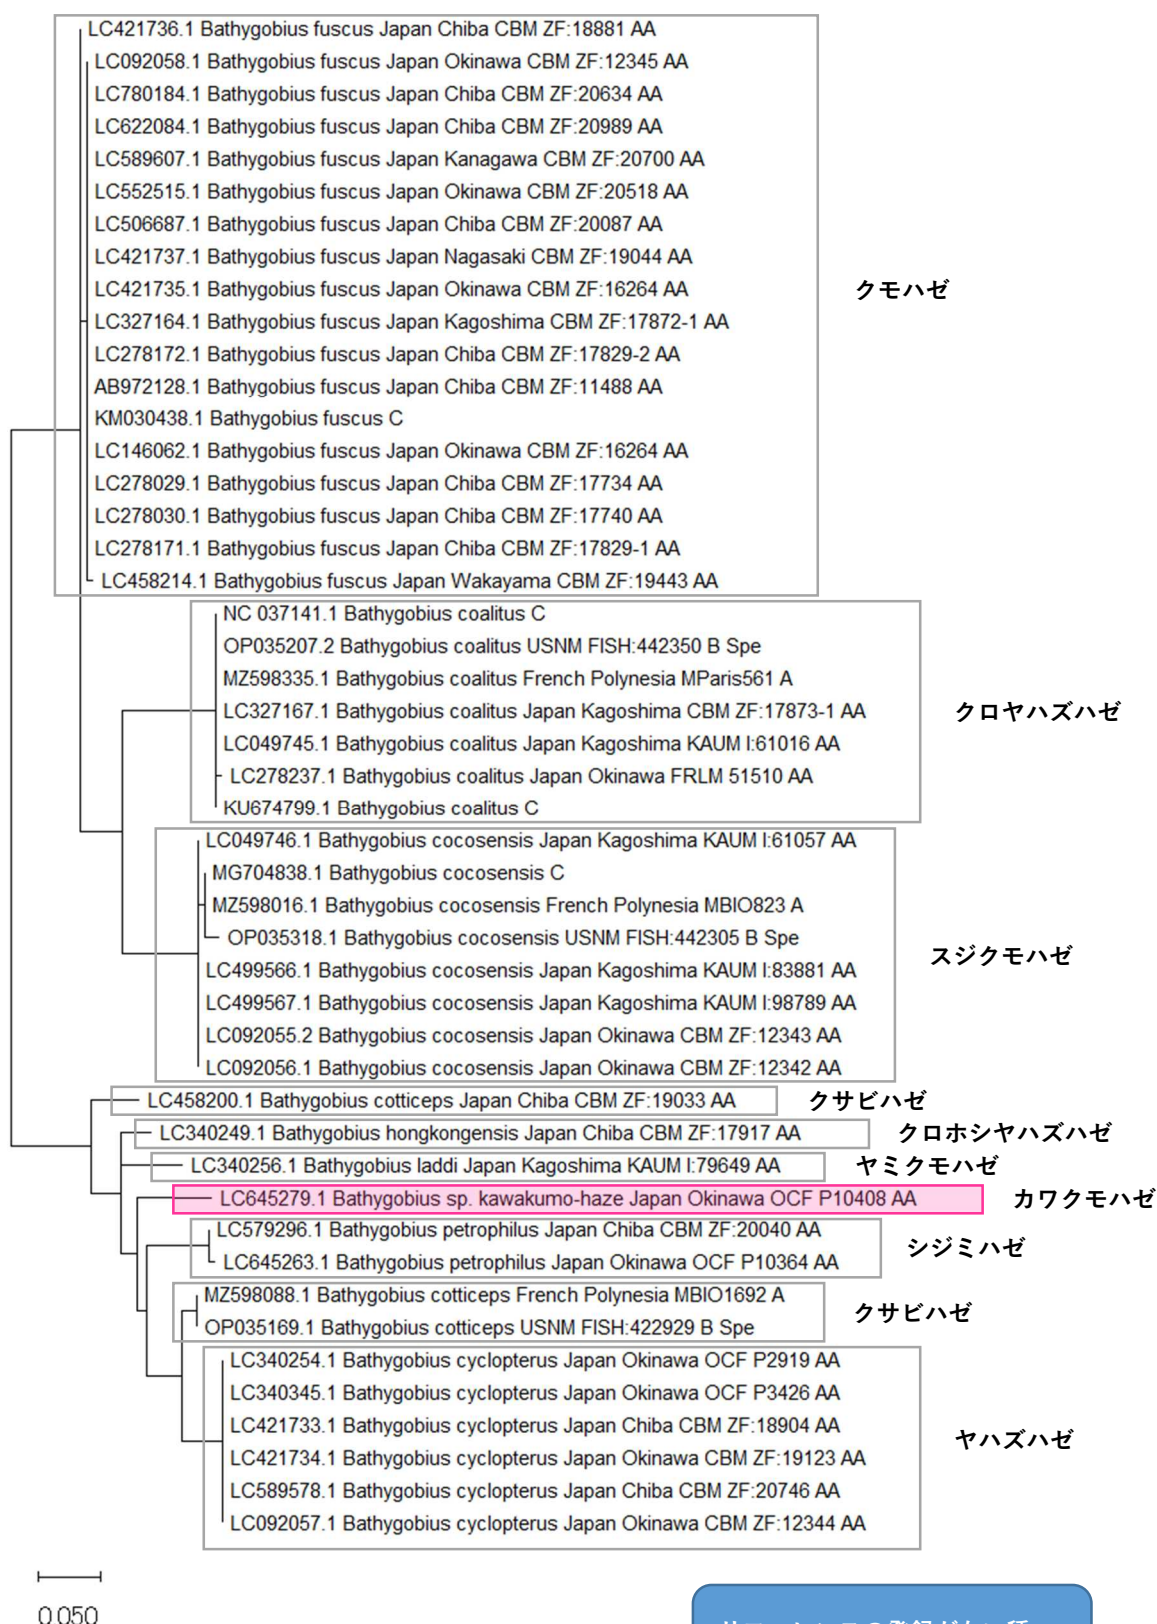 LC421736.1 Bathygobius fuscus Japan Chiba CBM ZF:18881 AA
LC092058.1 Bathygobius fuscus Japan Okinawa CBM ZF:12345 AA
LC780184.1 Bathygobius fuscus Japan Chiba CBM ZF:20634 AA
LC622084.1 Bathygobius fuscus Japan Chiba CBM ZF:20989 AA
LC589607.1 Bathygobius fuscus Japan Kanagawa CBM ZF:20700 AA
LC552515.1 Bathygobius fuscus Japan Okinawa CBM ZF:20518 AA
LC506687.1 Bathygobius fuscus Japan Chiba CBM ZF:20087 AA
LC421737.1 Bathygobius fuscus Japan Nagasaki CBM ZF:19044 AA
LC421735.1 Bathygobius fuscus Japan Okinawa CBM ZF:16264 AA
クモハゼ
LC327164.1 Bathygobius fuscus Japan Kagoshima CBM ZF:17872-1 AA
LC278172.1 Bathygobius fuscus Japan Chiba CBM ZF:17829-2 AA
AB972128.1 Bathygobius fuscus Japan Chiba CBM ZF:11488 AA
KM030438.1 Bathygobius fuscus C
LC146062.1 Bathygobius fuscus Japan Okinawa CBM ZF:16264 AA
LC278029.1 Bathygobius fuscus Japan Chiba CBM ZF:17734 AA
LC278030.1 Bathygobius fuscus Japan Chiba CBM ZF:17740 AA
LC278171.1 Bathygobius fuscus Japan Chiba CBM ZF:17829-1 AA
LC458214.1 Bathygobius fuscus Japan Wakayama CBM ZF:19443 AA
NC 037141.1 Bathygobius coalitus C
OP035207.2 Bathygobius coalitus USNM FISH:442350 B Spe
MZ598335.1 Bathygobius coalitus French Polynesia MParis561 A
LC327167.1 Bathygobius coalitus Japan Kagoshima CBM ZF:17873-1 AA
クロヤハズハゼ
LC049745.1 Bathygobius coalitus Japan Kagoshima KAUM I:61016 AA
LC278237.1 Bathygobius coalitus Japan Okinawa FRLM 51510 AA
KU674799.1 Bathygobius coalitus C
LC049746.1 Bathygobius cocosensis Japan Kagoshima KAUM I:61057 AA
MG704838.1 Bathygobius cocosensis C
MZ598016.1 Bathygobius cocosensis French Polynesia MBIO823 A
OP035318.1 Bathygobius cocosensis USNM FISH:442305 B Spe
スジクモハゼ
LC499566.1 Bathygobius cocosensis Japan Kagoshima KAUM I:83881 AA
LC499567.1 Bathygobius cocosensis Japan Kagoshima KAUM I:98789 AA
LC092055.2 Bathygobius cocosensis Japan Okinawa CBM ZF:12343 AA
LC092056.1 Bathygobius cocosensis Japan Okinawa CBM ZF:12342 AA
LC458200.1 Bathygobius cotticeps Japan Chiba CBM ZF:19033 AA
クサビハゼ
LC340249.1 Bathygobius hongkongensis Japan Chiba CBM ZF:17917 AA
クロホシヤハズハゼ
LC340256.1 Bathygobius laddi Japan Kagoshima KAUM I:79649 AA
ヤミクモハゼ
LC645279.1 Bathygobius sp. kawakumo-haze Japan Okinawa OCF P10408 AA
カワクモハゼ
LC579296.1 Bathygobius petrophilus Japan Chiba CBM ZF:20040 AA
シジミハゼ
LC645263.1 Bathygobius petrophilus Japan Okinawa OCF P10364 AA
MZ598088.1 Bathygobius cotticeps French Polynesia MBIO1692 A
クサビハゼ
OP035169.1 Bathygobius cotticeps USNM FISH:422929 B Spe
LC340254.1 Bathygobius cyclopterus Japan Okinawa OCF P2919 AA
LC340345.1 Bathygobius cyclopterus Japan Okinawa OCF P3426 AA
LC421733.1 Bathygobius cyclopterus Japan Chiba CBM ZF:18904 AA
ヤハズハゼ
LC421734.1 Bathygobius cyclopterus Japan Okinawa CBM ZF:19123 AA
LC589578.1 Bathygobius cyclopterus Japan Chiba CBM ZF:20746 AA
LC092057.1 Bathygobius cyclopterus Japan Okinawa CBM ZF:12344 AA
0.050